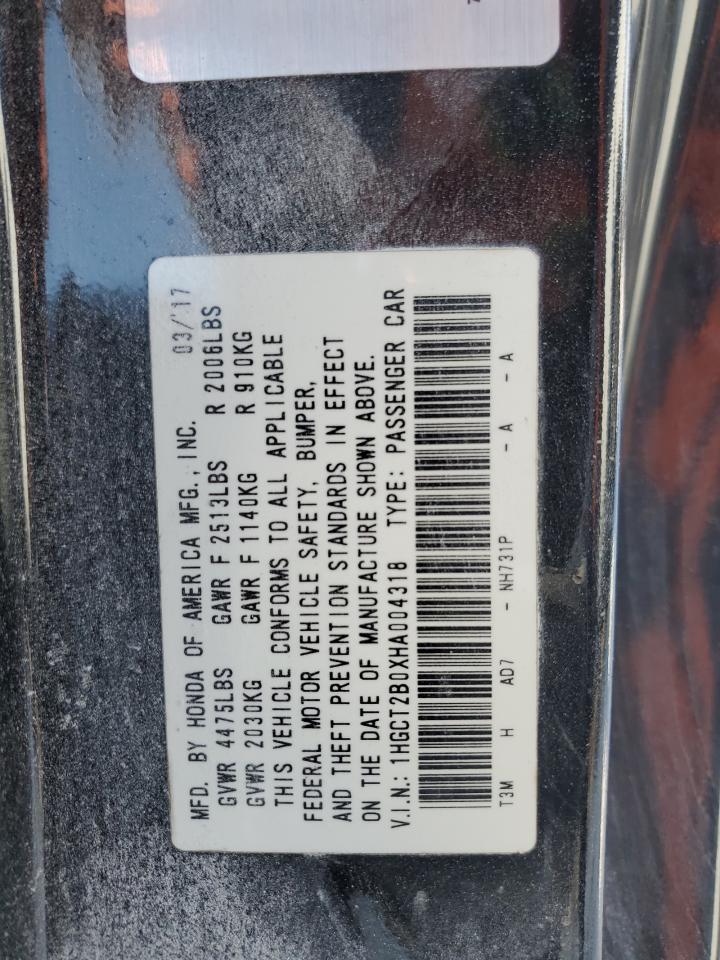 MFD. BY HONDA OF AMERICA MFG., INC. 03/'17
GVWR 4475LBS GAWR F 2513LBS R 2006LBS
GVWR 2030KG GAWR F 1140KG R 910KG
THIS VEHICLE CONFORMS TO ALL APPLICABLE
FEDERAL MOTOR VEHICLE SAFETY, BUMPER,
AND THEFT PREVENTION STANDARDS IN EFFECT
ON THE DATE OF MANUFACTURE SHOWN ABOVE.
V.I.N.: 1HGCT2B0XHA004318 TYPE: PASSENGER CAR
T3M H AD7 - NH731P - A - A